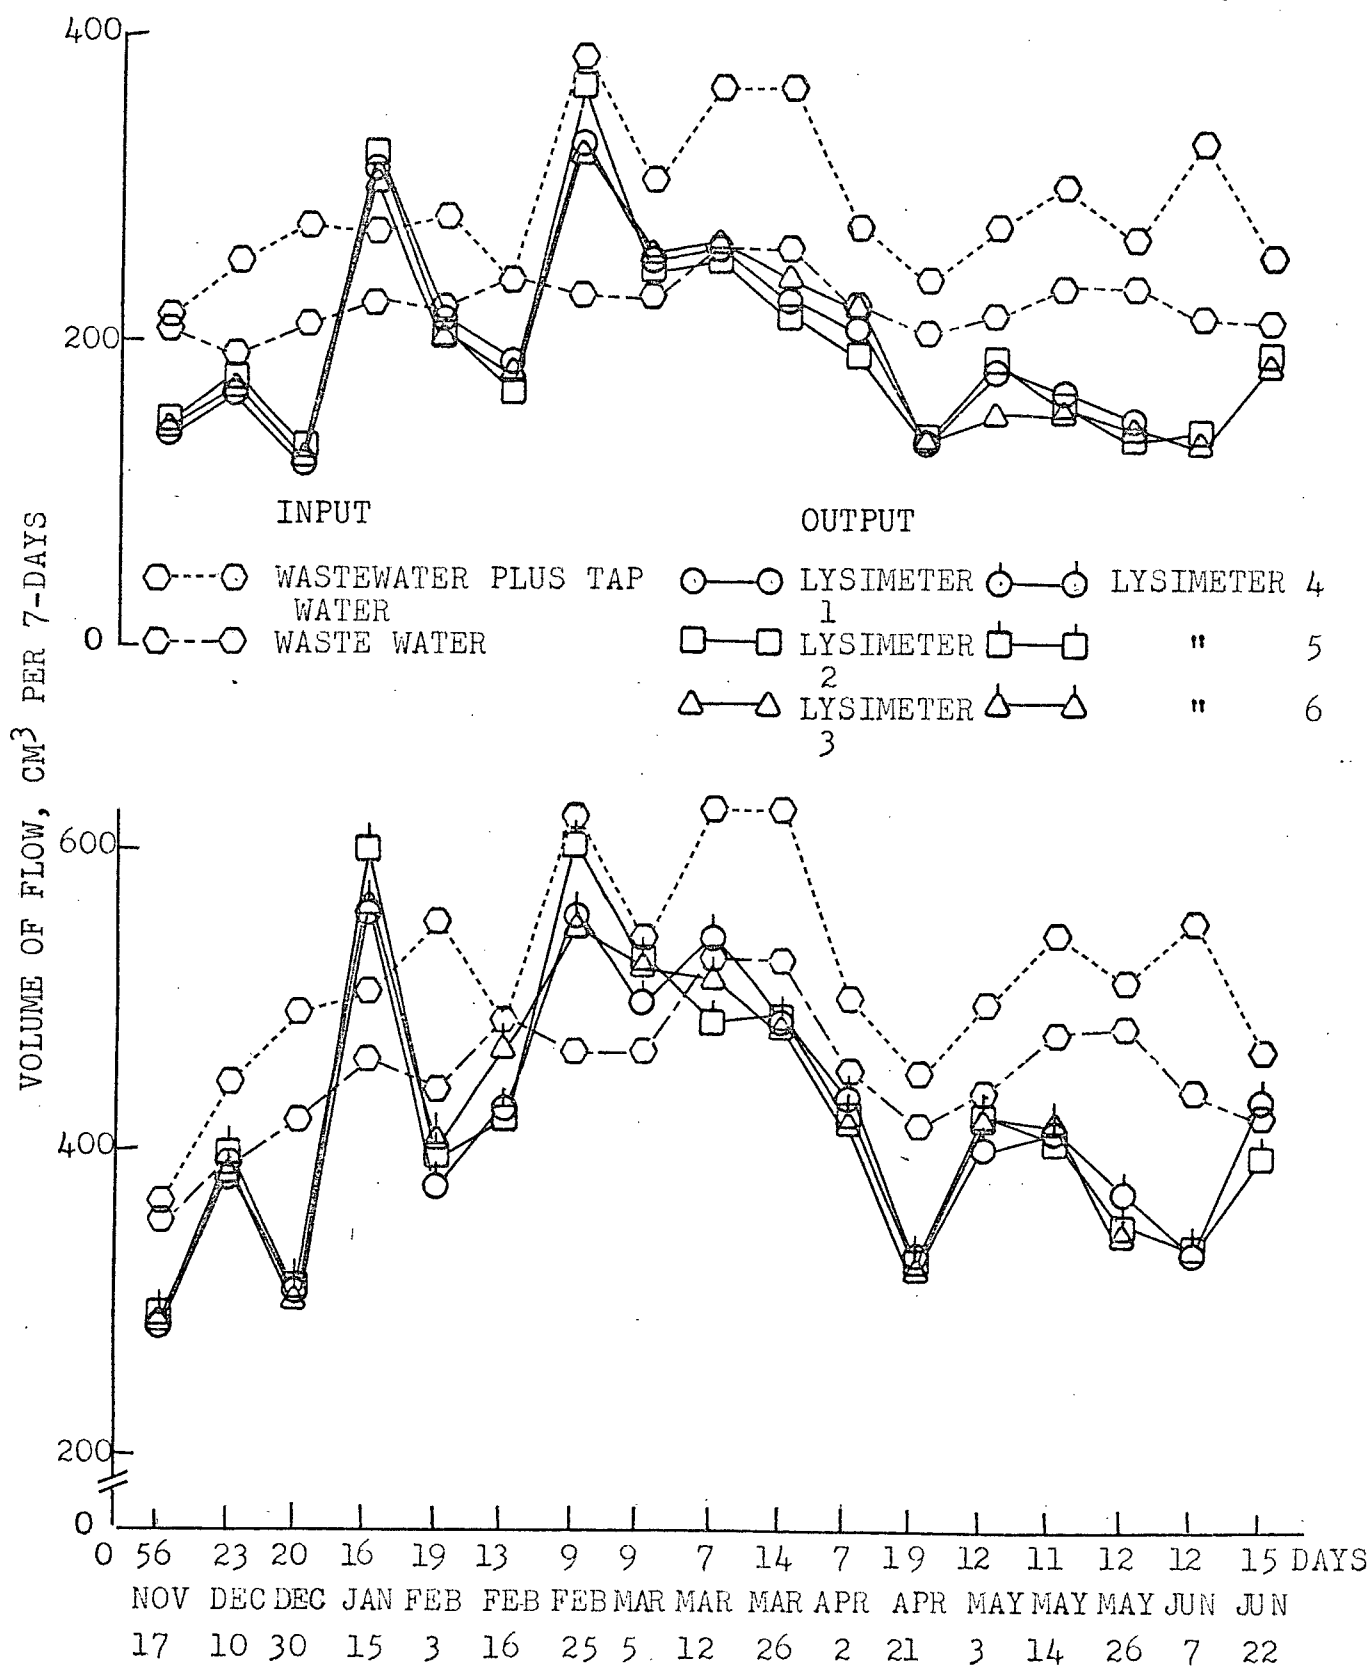 400
200
0
VOLUME OF FLOW, CM³ PER 7-DAYS
INPUT
WASTEWATER PLUS TAP
WATER
WASTE WATER
OUTPUT
LYSIMETER
1
LYSIMETER
2
LYSIMETER
3
LYSIMETER 4
" 5
" 6
600
400
200
0
0 56 23 20 16 19 13 9 9 7 14 7 19 12 11 12 12 15 DAYS
NOV DEC DEC JAN FEB FEB FEB MAR MAR MAR APR APR MAY MAY MAY JUN JUN
17 10 30 15 3 16 25 5 12 26 2 21 3 14 26 7 22